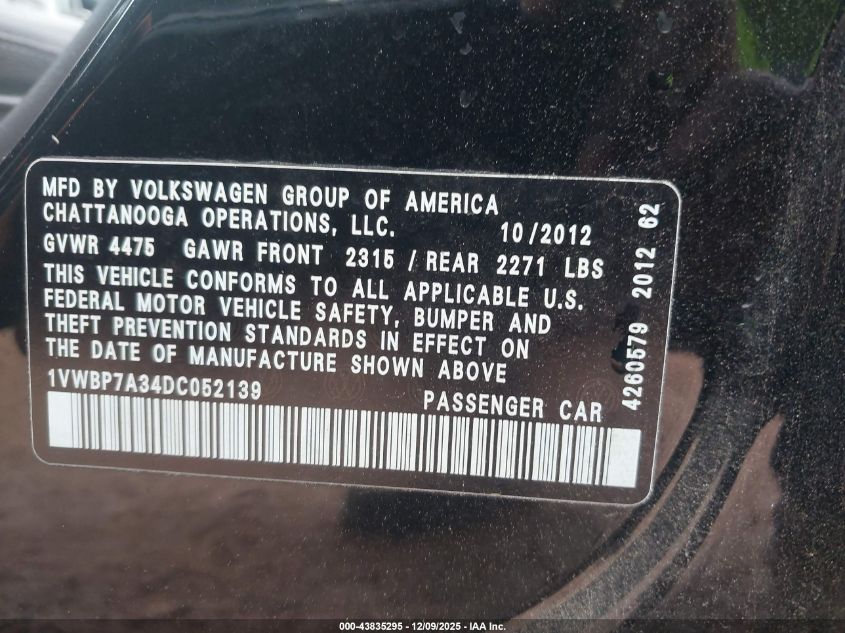 MFD BY VOLKSWAGEN GROUP OF AMERICA
CHATTANOOGA OPERATIONS, LLC. 10/2012
GVWR 4475 GAWR FRONT 2315 / REAR 2271 LBS
THIS VEHICLE CONFORMS TO ALL APPLICABLE U.S.
FEDERAL MOTOR VEHICLE SAFETY, BUMPER AND
THEFT PREVENTION STANDARDS IN EFFECT ON
THE DATE OF MANUFACTURE SHOWN ABOVE
1VWBP7A34DC052139 PASSENGER CAR
4260579 2012 62
000-43835295 - 12/09/2025 - IAA Inc.